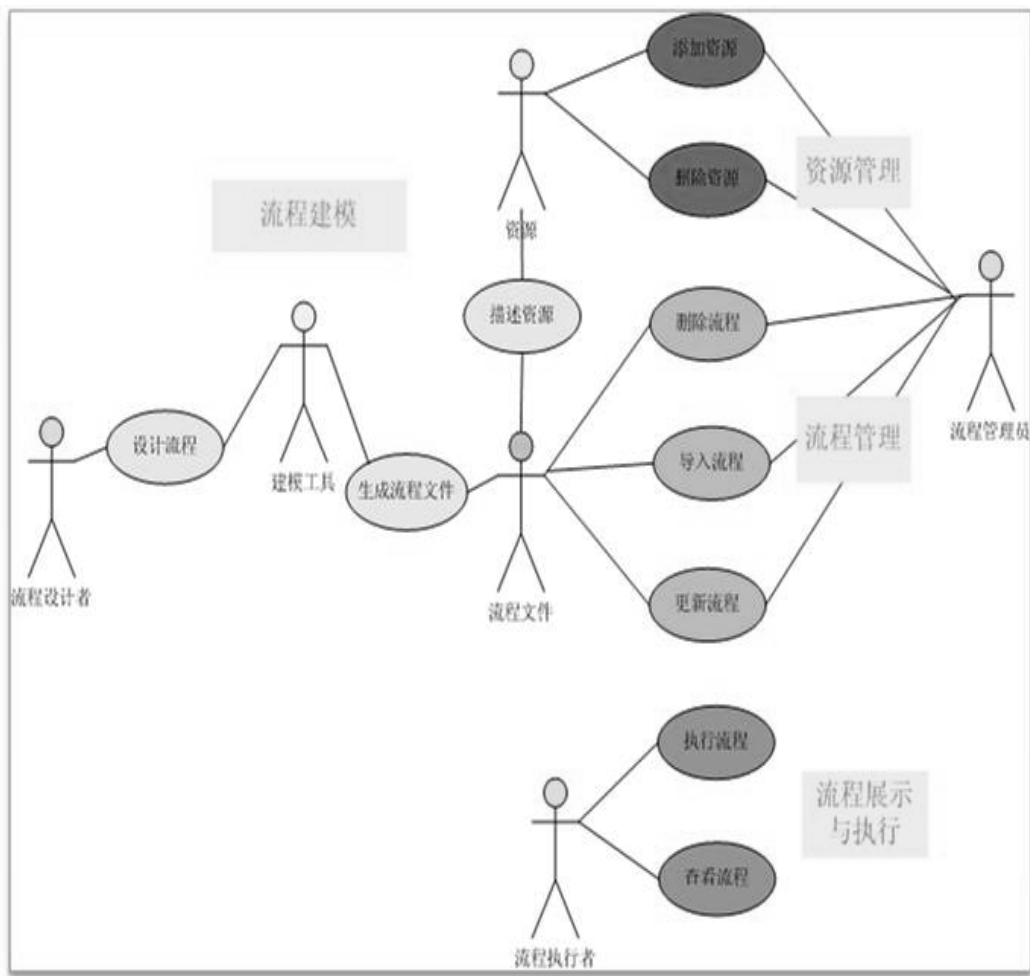 添加资源
资源管理
删除资源
流程建模
资源
描述资源
删除流程
流程管理员
设计流程
建模工具
生成流程文件
导入流程
流程管理
流程设计者
流程文件
更新流程
执行流程
流程展示
与执行
查看流程
流程执行者